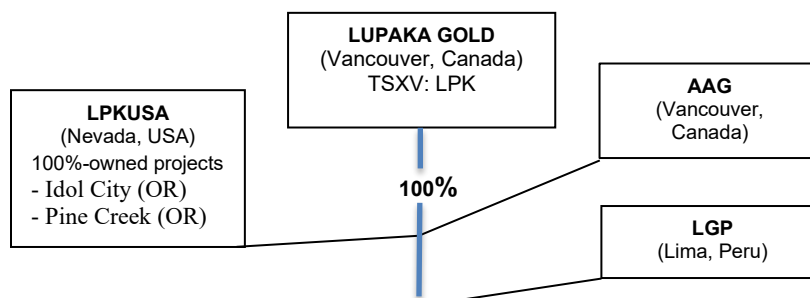 LUPAKA GOLD
(Vancouver, Canada)
TSXV: LPK
LPKUSA
(Nevada, USA)
100%-owned projects
- Idol City (OR)
- Pine Creek (OR)
AAG
(Vancouver,
Canada)
100%
LGP
(Lima, Peru)